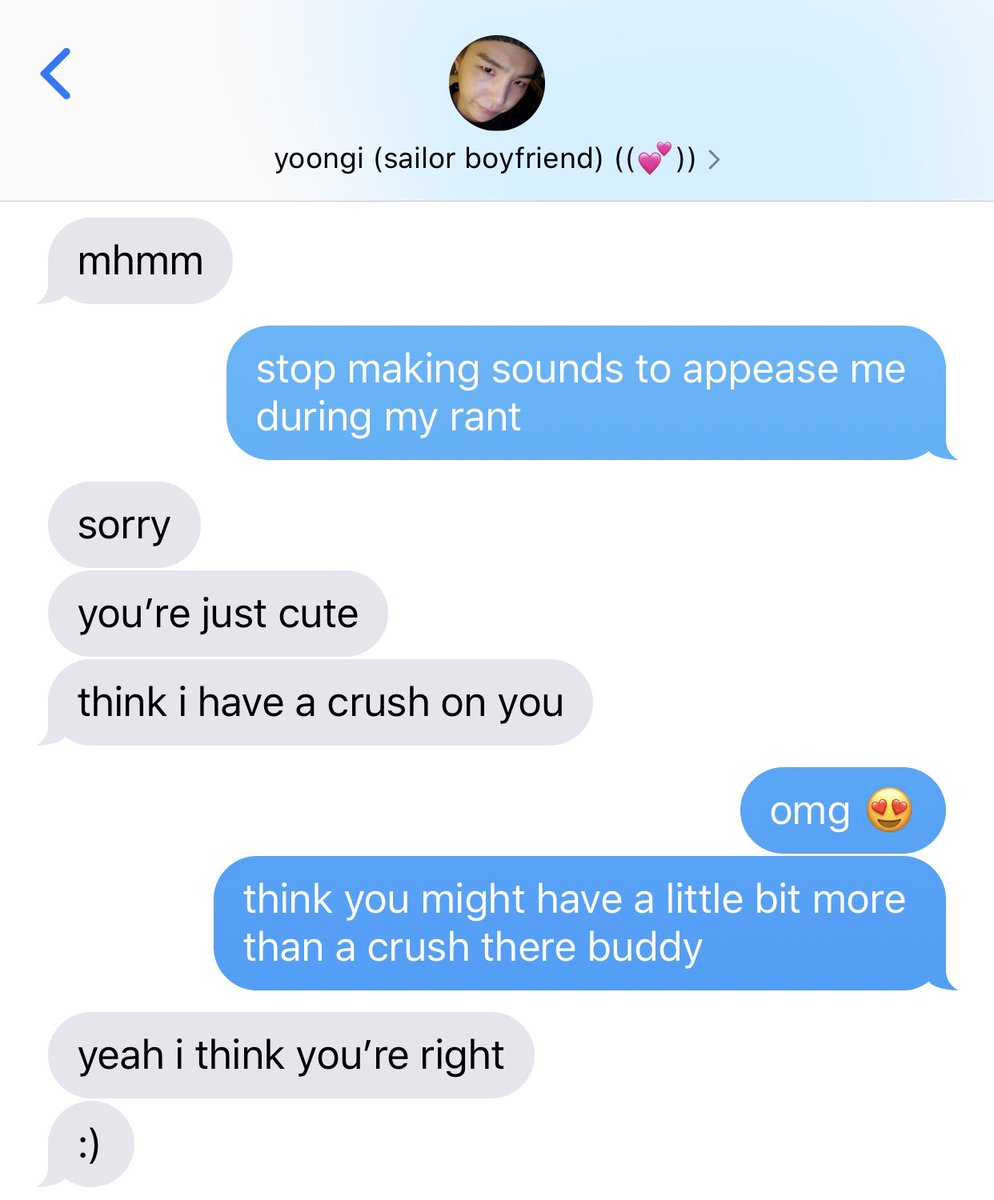 yoongi (sailor boyfriend) ((💕))
mhmm
stop making sounds to appease me
during my rant
sorry
you’re just cute
think i have a crush on you
omg 😍
think you might have a little bit more
than a crush there buddy
yeah i think you’re right
:)